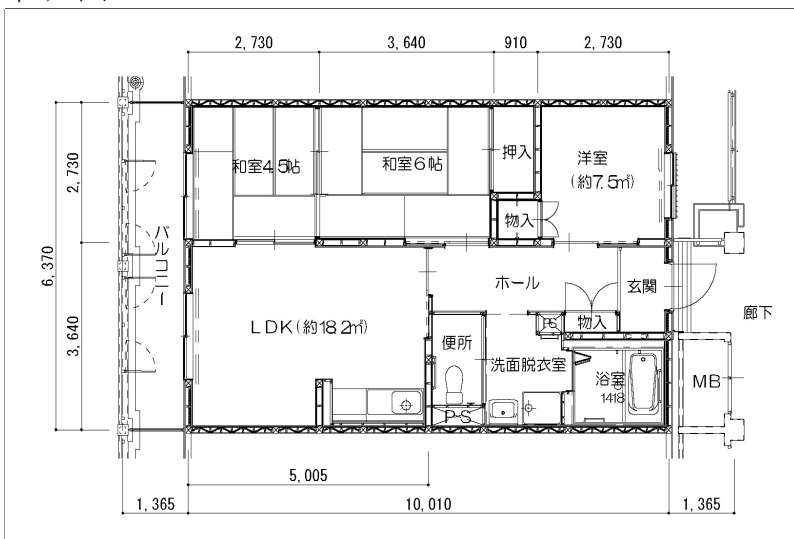 2,730
3,640
910
2,730
2,730
6,370
3,640
和室4.5帖
和室6帖
押入
洋室
(約7.5㎡)
物入
バルコニー
ホール
玄関
廊下
LDK(約18.2㎡)
PS
物入
便所
洗面脱衣室
浴室
1418
MB
PS
5,005
1,365
10,010
1,365